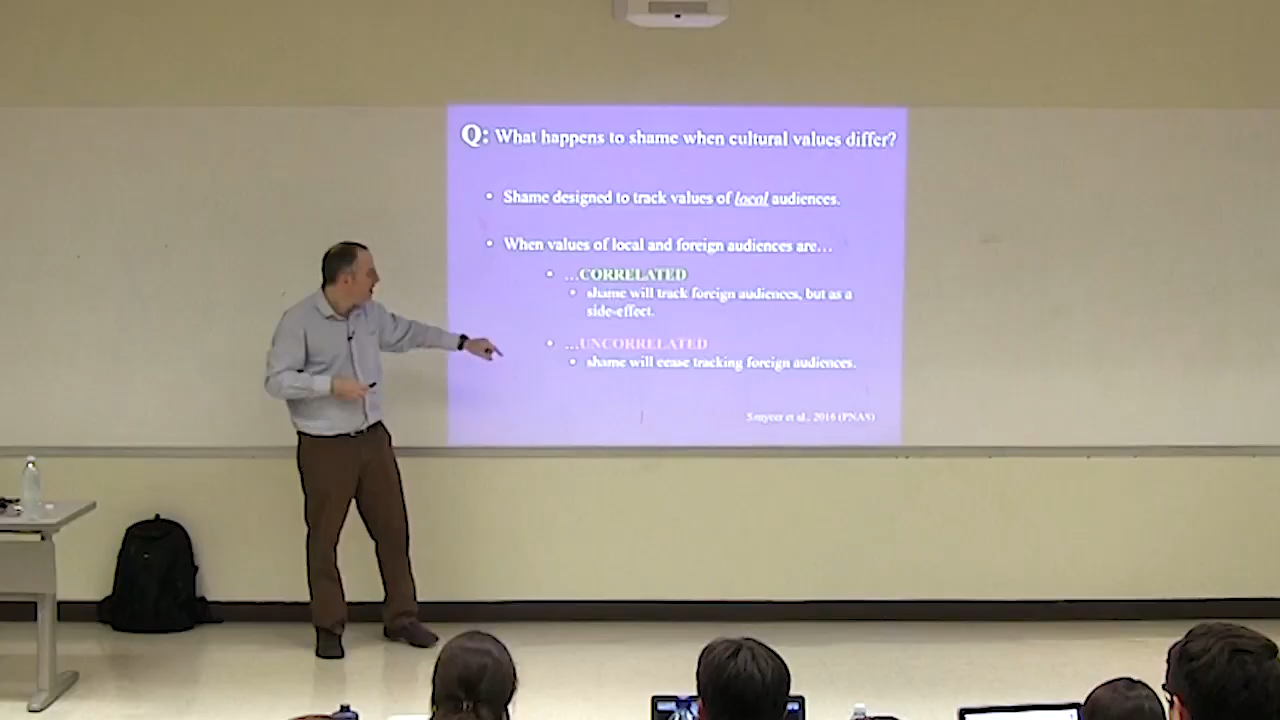 Q: What happens to shame when cultural values differ?
• Shame designed to track values of local audiences.
• When values of local and foreign audiences are…
• …CORRELATED
• shame will track foreign audiences, but as a
side-effect.
• …UNCORRELATED
• shame will cease tracking foreign audiences.
et al., 2016 (PNAS)